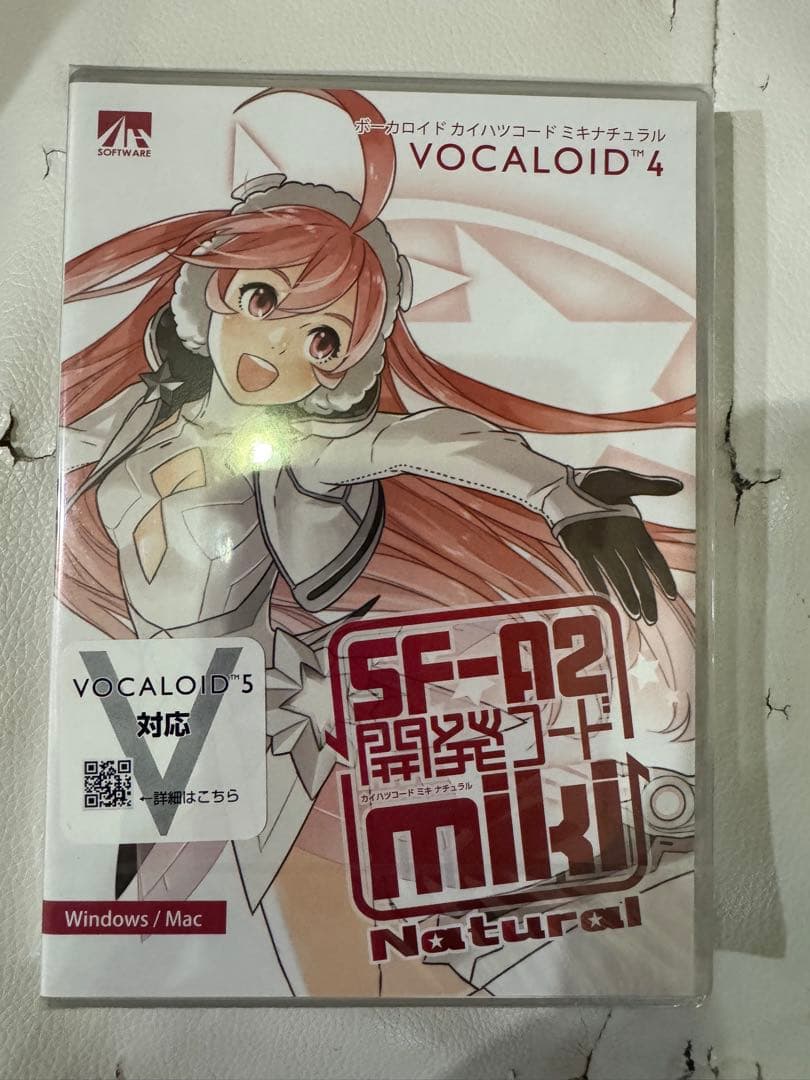 AH
SOFTWARE
ボーカロイド カイハツコード ミキナチュラル
VOCALOID™4
SF-A2
開発コード
カイハツコード ミキ ナチュラル
miki
Natural
VOCALOID™5
対応
←詳細はこちら
Windows / Mac